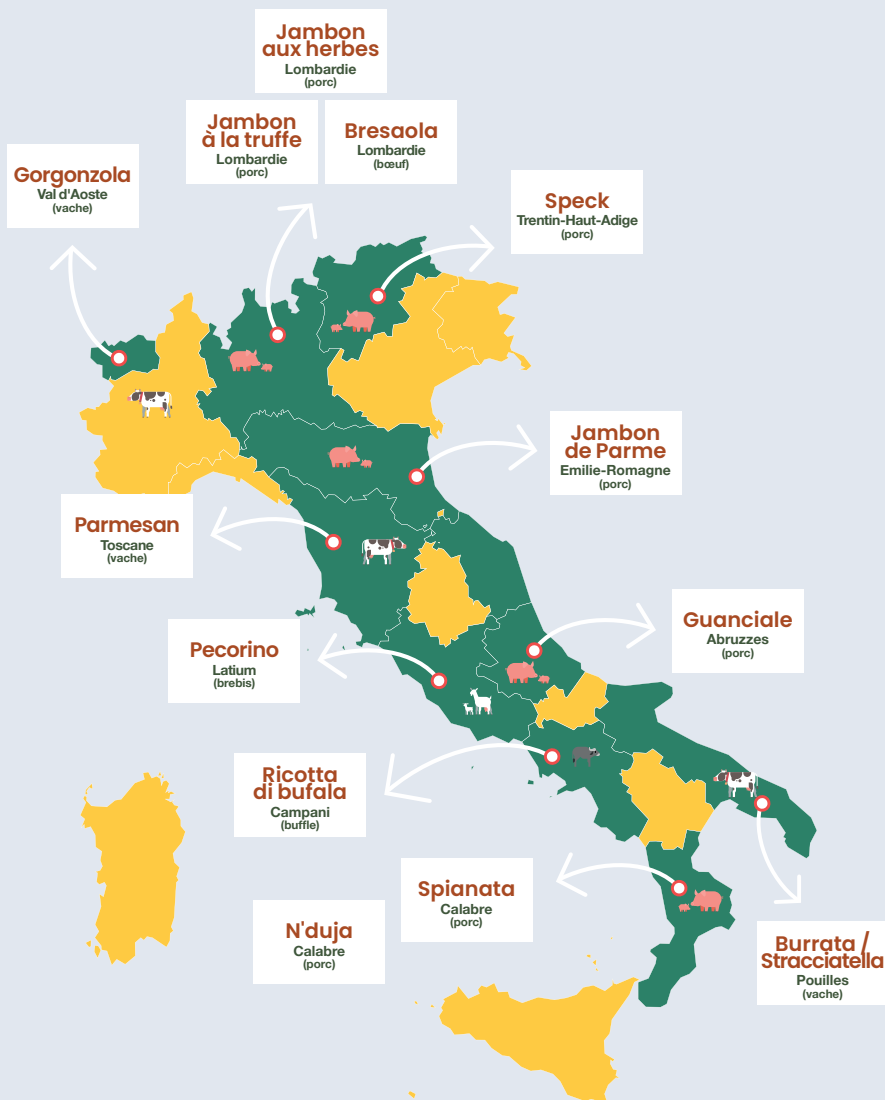 Jambon
aux herbes
Lombardie
(porc)
Jambon
à la truffe
Lombardie
(porc)
Bresaola
Lombardie
(bœuf)
Gorgonzola
Val d'Aoste
(vache)
Speck
Trentin-Haut-Adige
(porc)
Jambon
de Parme
Emilie-Romagne
(porc)
Parmesan
Toscane
(vache)
Guanciale
Abruzzes
(porc)
Pecorino
Latium
(brebis)
Ricotta
di bufala
Campani
(buffle)
Spianata
Calabre
(porc)
N'duja
Calabre
(porc)
Burrata /
Stracciatella
Pouilles
(vache)